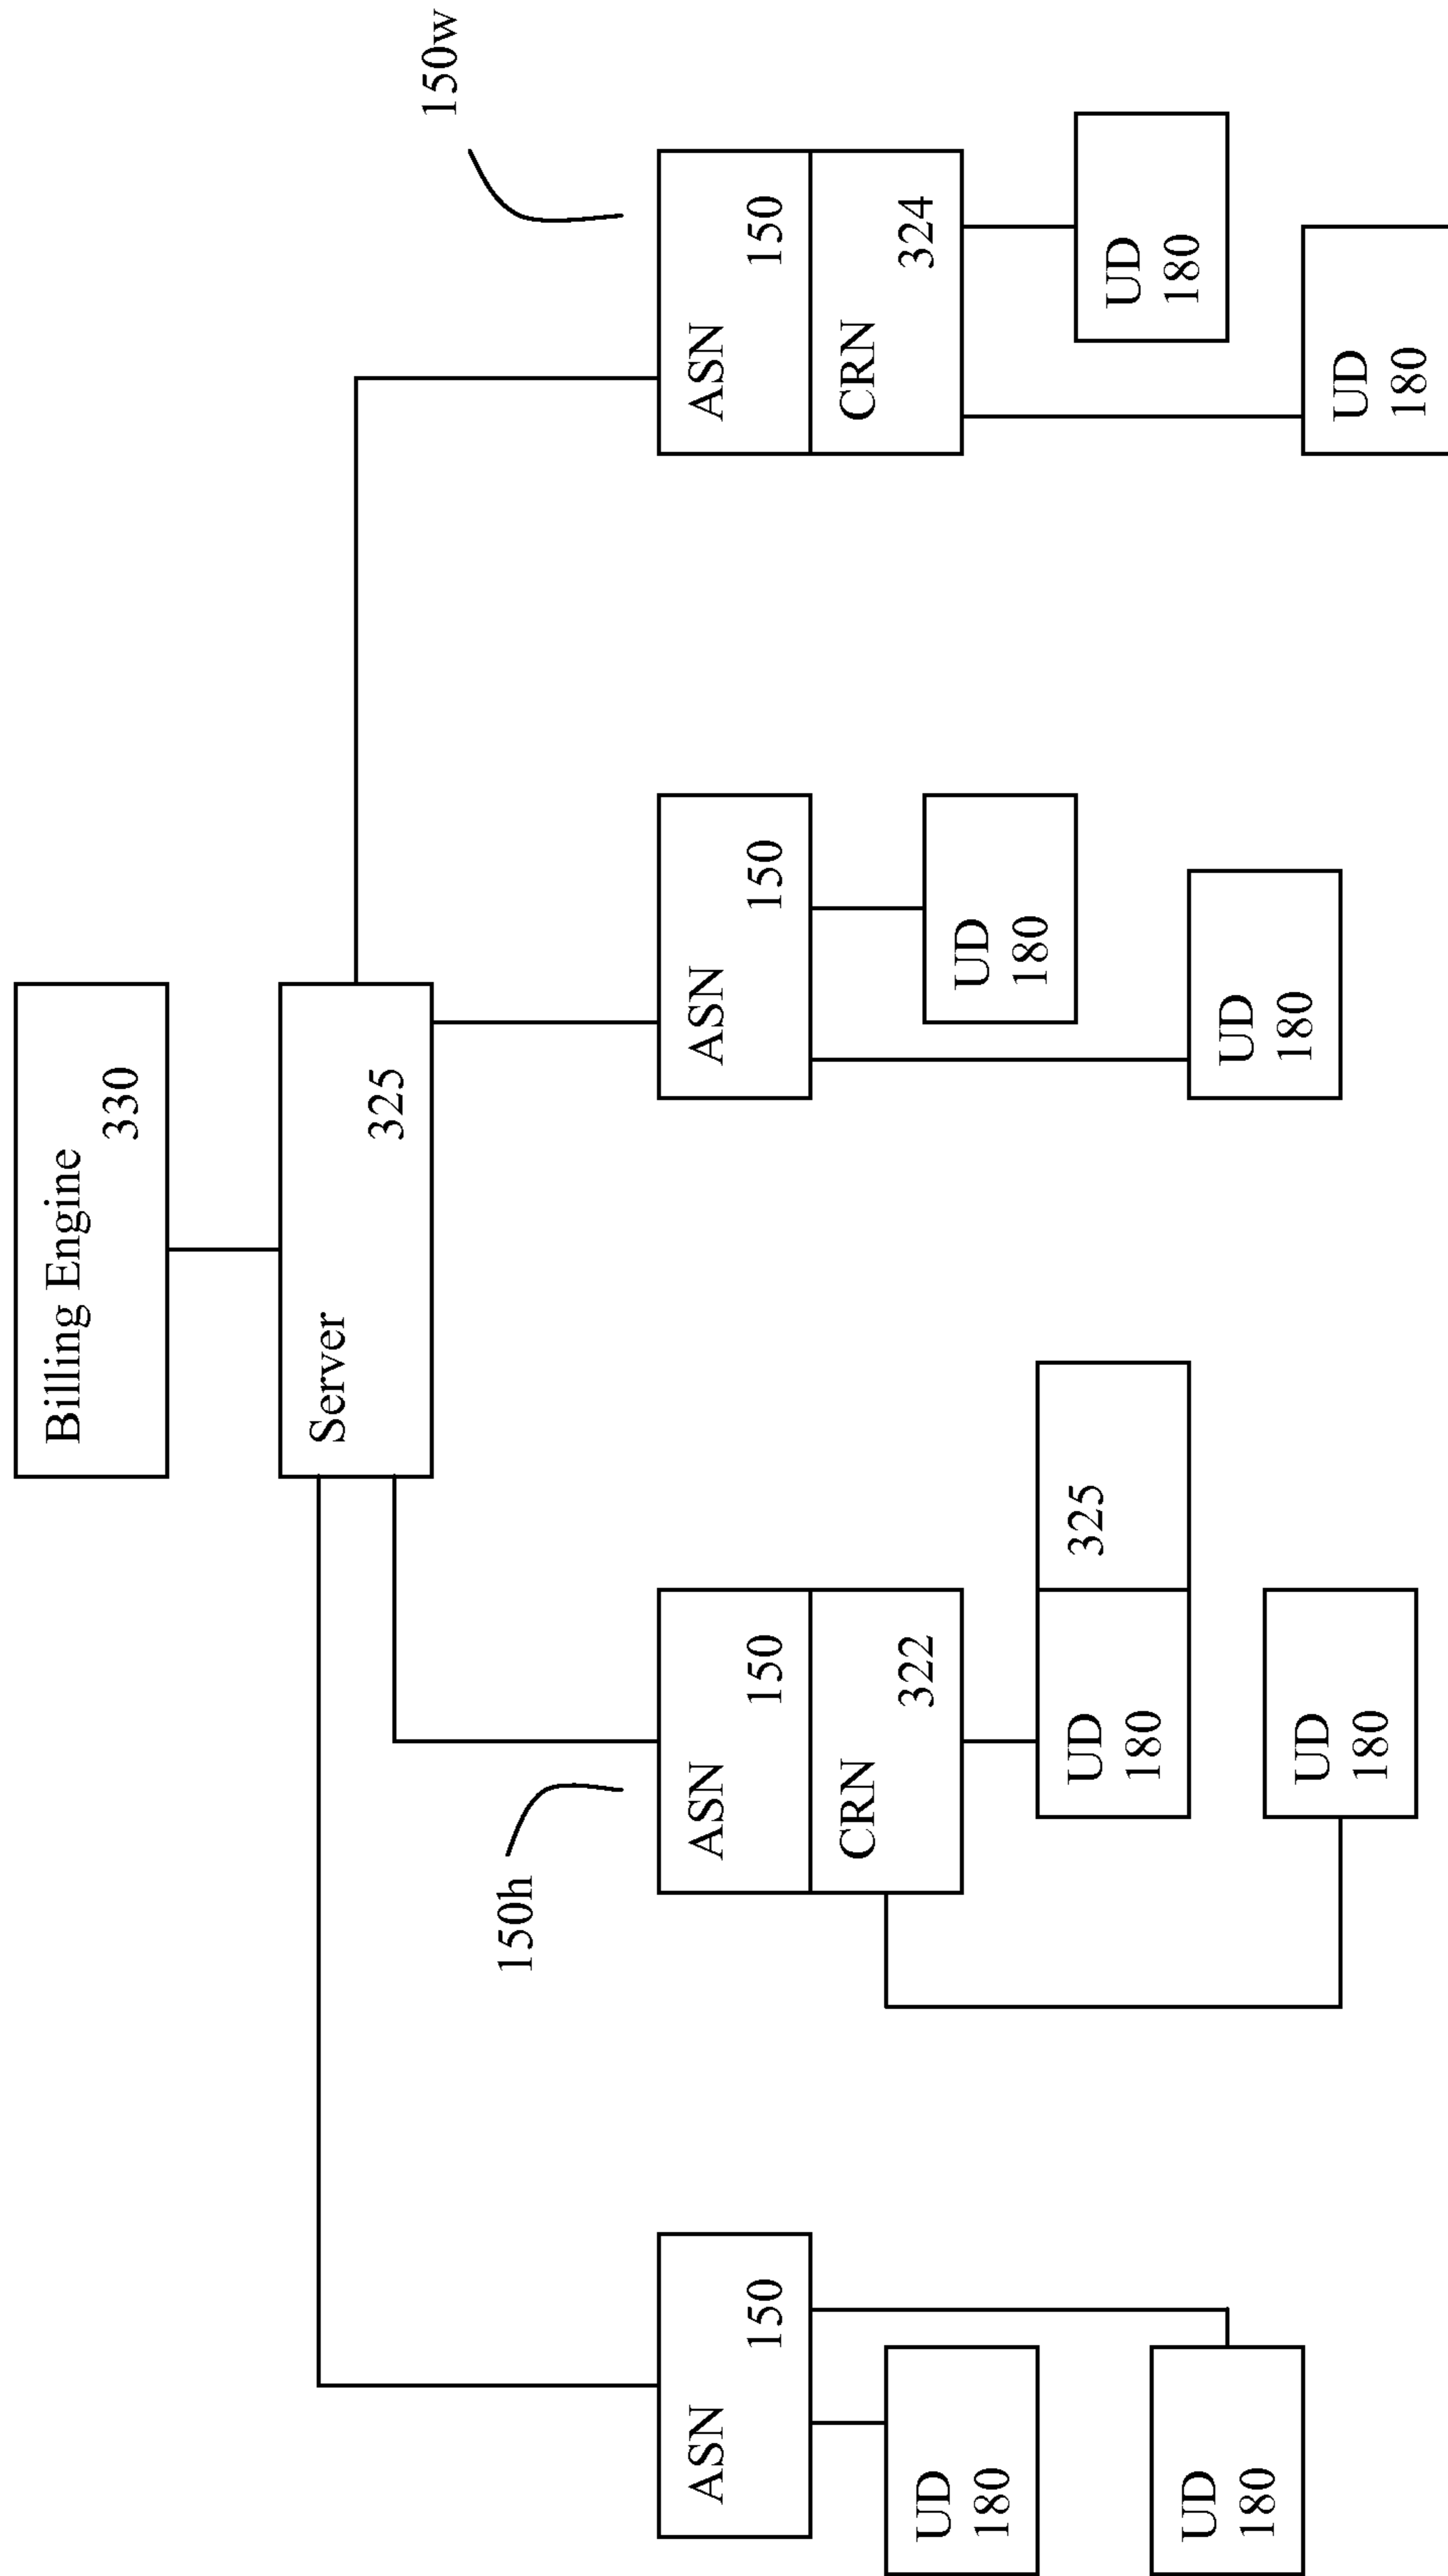 Billing Engine
330
Server
325
150w
150h
ASN
150
ASN
150
ASN
150
ASN
150
CRN
322
CRN
324
UD
180
UD
180
UD
180
325
UD
180
UD
180
UD
180
UD
180
UD
180